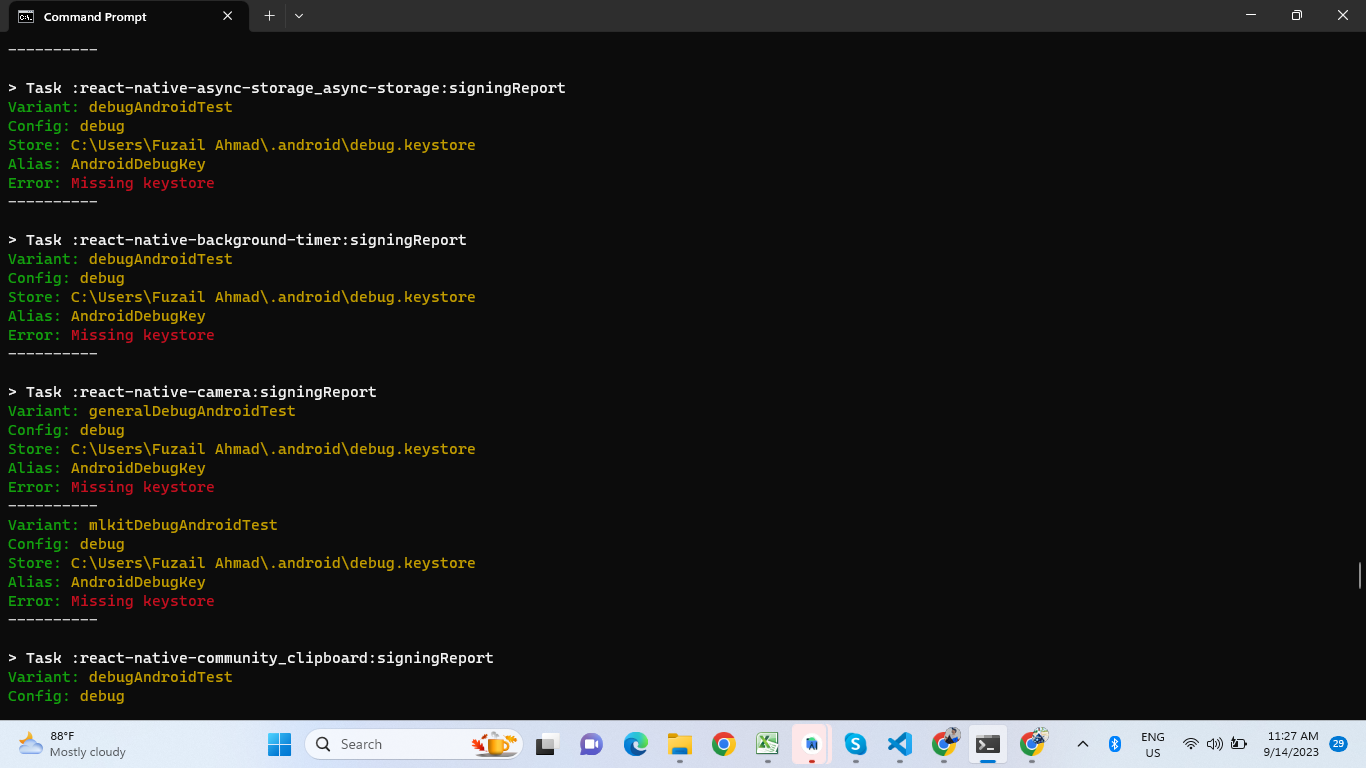 Command Prompt
----------
> Task :react-native-async-storage_async-storage:signingReport
Variant: debugAndroidTest
Config: debug
Store: C:\Users\Fuzail Ahmad\.android\debug.keystore
Alias: AndroidDebugKey
Error: Missing keystore
----------
> Task :react-native-background-timer:signingReport
Variant: debugAndroidTest
Config: debug
Store: C:\Users\Fuzail Ahmad\.android\debug.keystore
Alias: AndroidDebugKey
Error: Missing keystore
----------
> Task :react-native-camera:signingReport
Variant: generalDebugAndroidTest
Config: debug
Store: C:\Users\Fuzail Ahmad\.android\debug.keystore
Alias: AndroidDebugKey
Error: Missing keystore
----------
Variant: mlkitDebugAndroidTest
Config: debug
Store: C:\Users\Fuzail Ahmad\.android\debug.keystore
Alias: AndroidDebugKey
Error: Missing keystore
----------
> Task :react-native-community_clipboard:signingReport
Variant: debugAndroidTest
Config: debug
88°F
Mostly cloudy
Search
AI
ENG
US
11:27 AM
9/14/2023
29